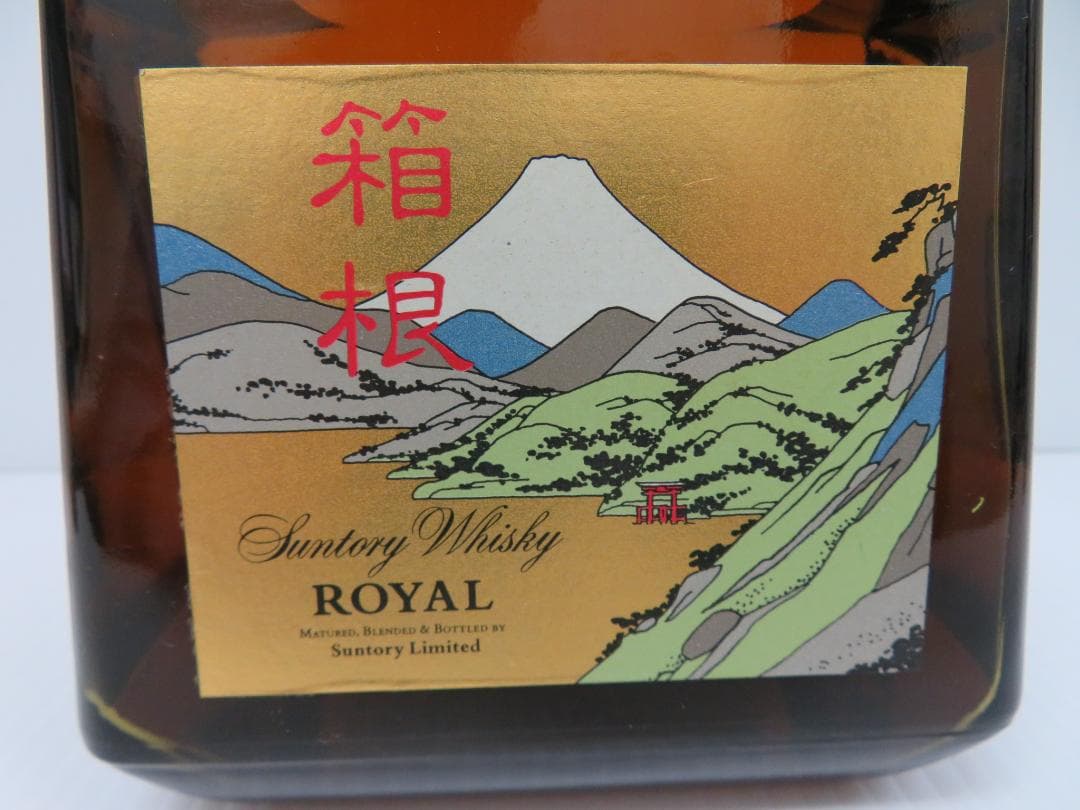 箱根
Suntory Whisky
ROYAL
MATURED, BLENDED & BOTTLED BY
Suntory Limited